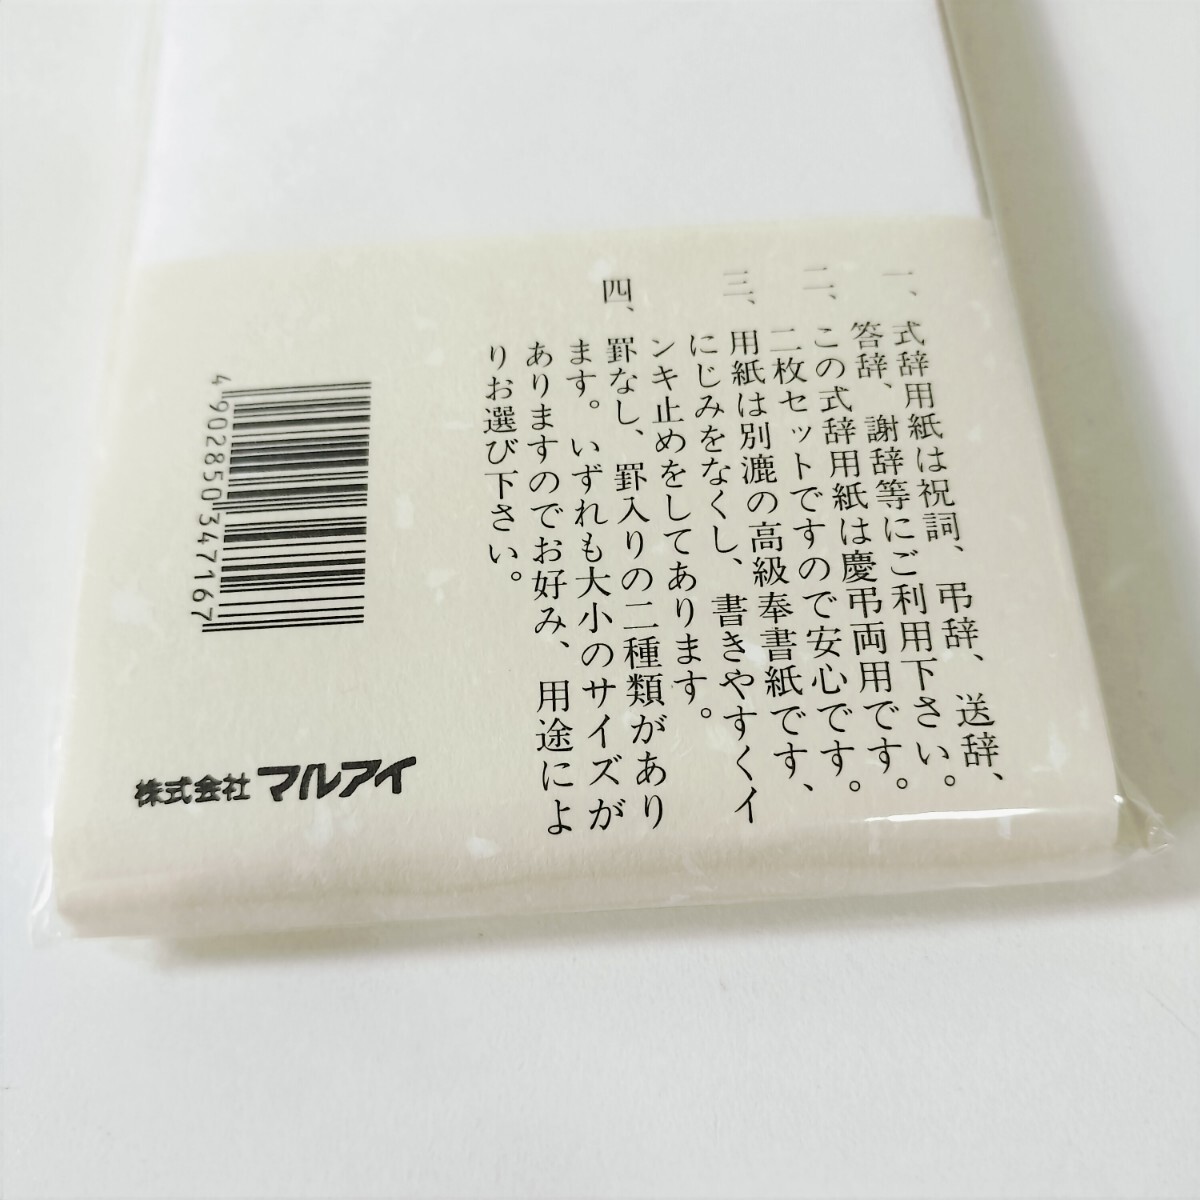 一、式辞用紙は祝詞、弔辞、送辞、
答辞、謝辞等にご利用下さい。
二、この式辞用紙は慶弔両用です。
二枚セットですので安心です。
三、用紙は別漉の高級奉書紙です、
にじみをなくし、書きやすくイ
ンキ止めをしてあります。
四、罫なし、罫入りの二種類があり
ます。いずれも大小のサイズが
ありますのでお好み、用途によ
りお選び下さい。
4902850347167
株式会社マルアイ